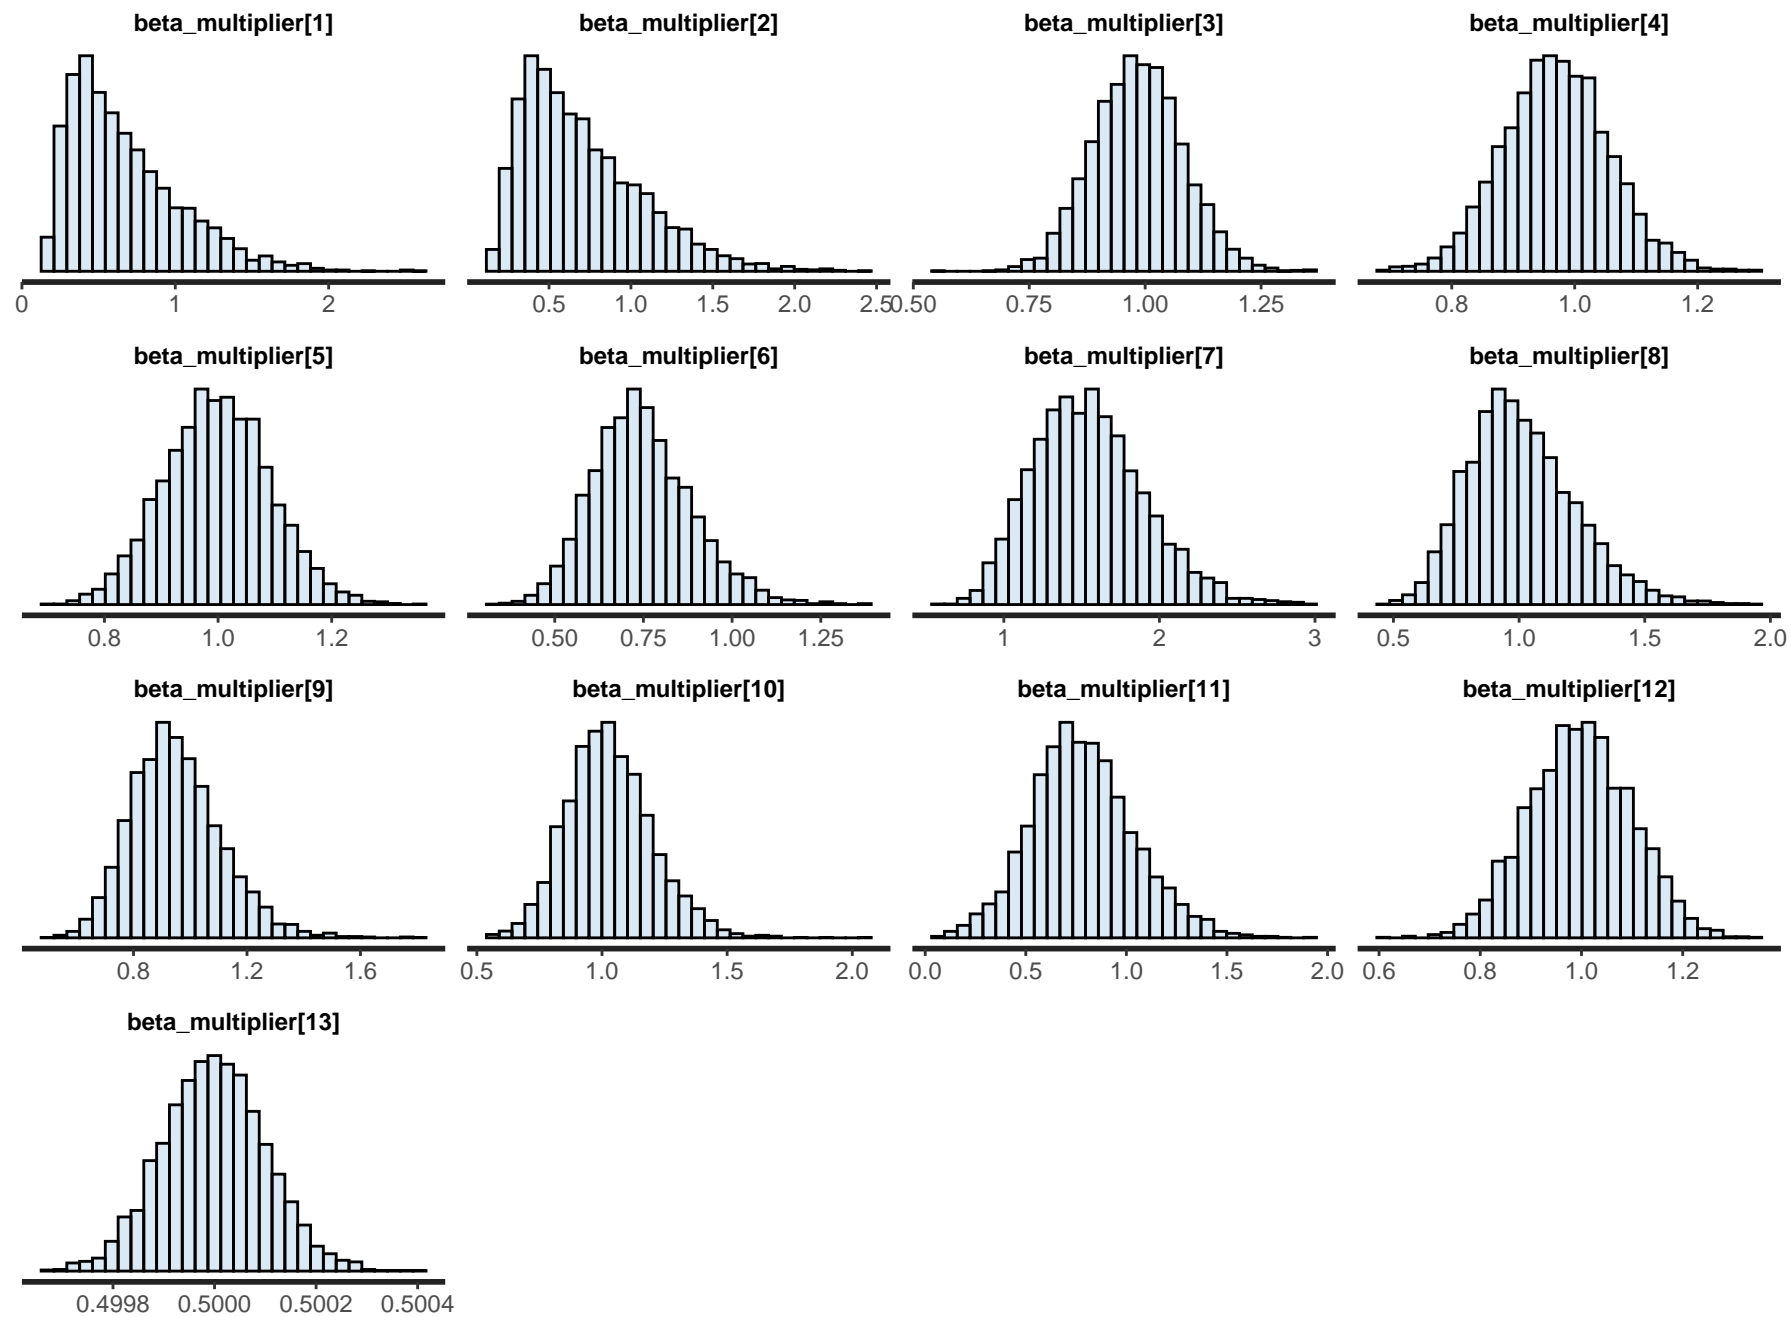 beta_multiplier[1] beta_multiplier[2] beta_multiplier[3] beta_multiplier[4]
0 1 2 0.5 1.0 1.5 2.0 2.5 0.50 0.75 1.00 1.25 0.8 1.0 1.2
beta_multiplier[5] beta_multiplier[6] beta_multiplier[7] beta_multiplier[8]
0.8 1.0 1.2 0.50 0.75 1.00 1.25 1 2 3 0.5 1.0 1.5 2.0
beta_multiplier[9] beta_multiplier[10] beta_multiplier[11] beta_multiplier[12]
0.8 1.2 1.6 0.5 1.0 1.5 2.0 0.0 0.5 1.0 1.5 2.0 0.6 0.8 1.0 1.2
beta_multiplier[13]
0.4998 0.5000 0.5002 0.5004